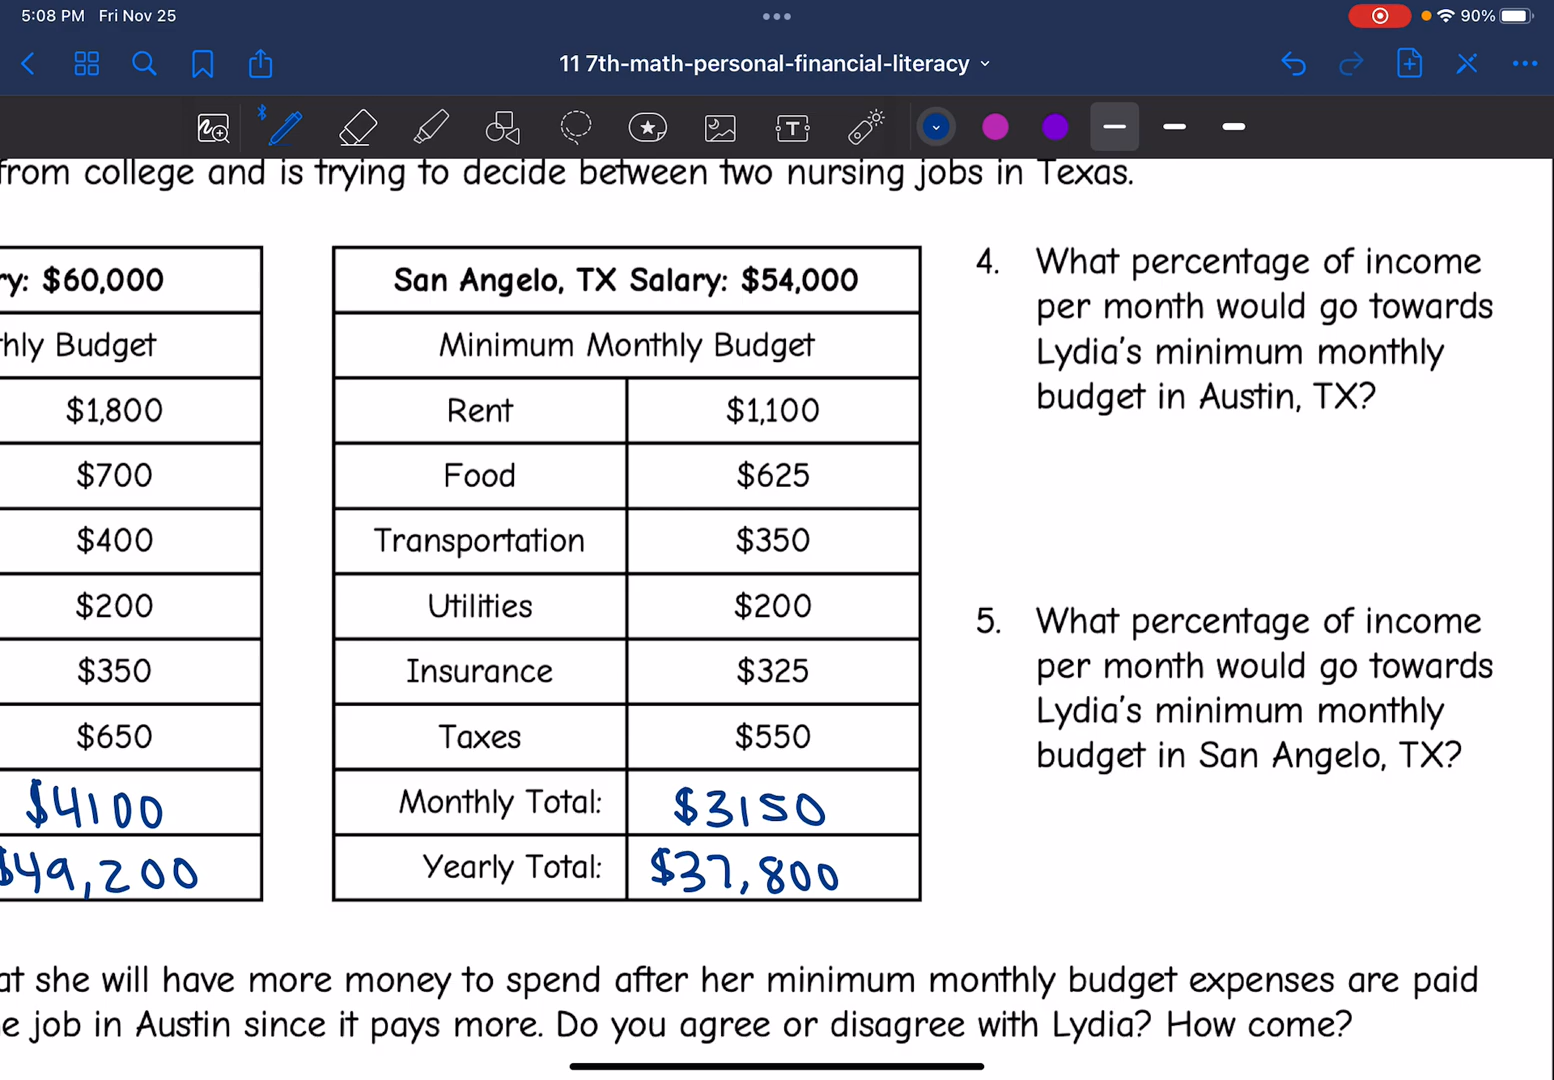 5:08 PM Fri Nov 25
90%
11 7th-math-personal-financial-literacy
T
from college and is trying to decide between two nursing jobs in Texas.
ry: $60,000
hly Budget
$1,800
$700
$400
$200
$350
$650
$4100
$49,200
San Angelo, TX Salary: $54,000
Minimum Monthly Budget
Rent $1,100
Food $625
Transportation $350
Utilities $200
Insurance $325
Taxes $550
Monthly Total: $3150
Yearly Total: $37,800
4. What percentage of income
per month would go towards
Lydia's minimum monthly
budget in Austin, TX?
5. What percentage of income
per month would go towards
Lydia's minimum monthly
budget in San Angelo, TX?
at she will have more money to spend after her minimum monthly budget expenses are paid
e job in Austin since it pays more. Do you agree or disagree with Lydia? How come?